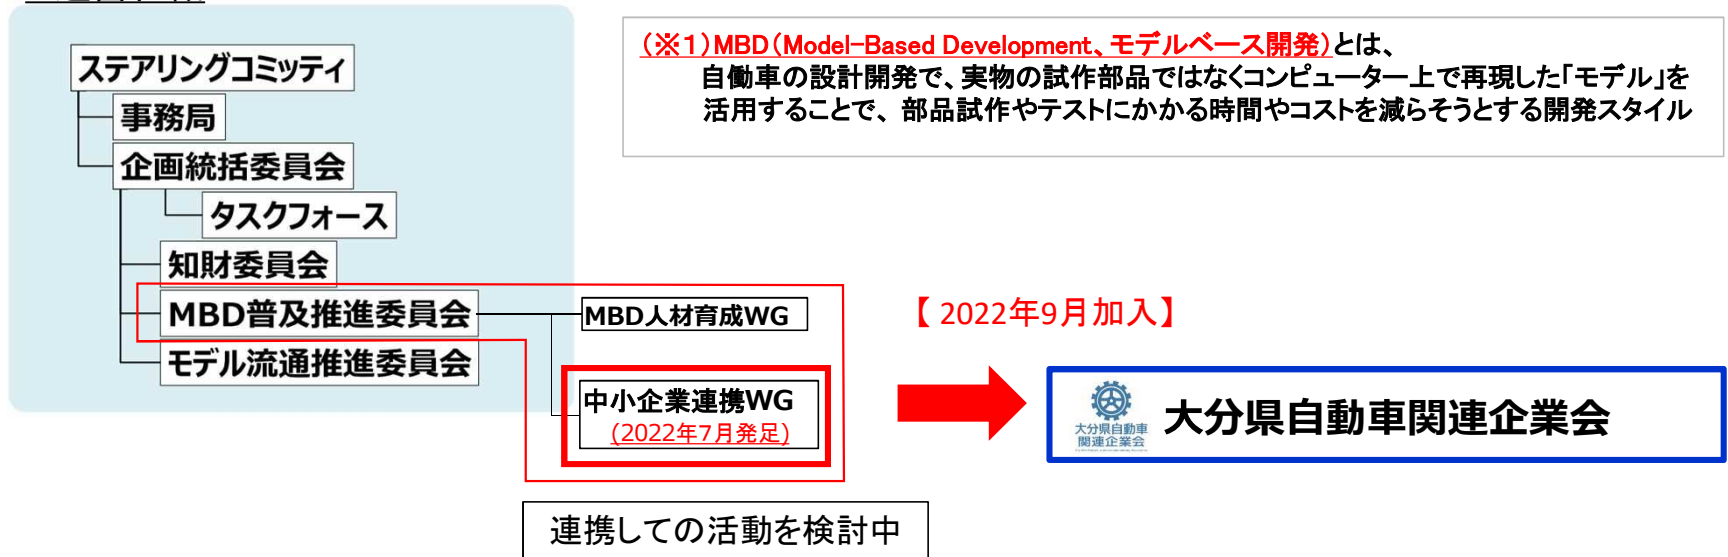 ステアリングコミッティ
事務局
企画統括委員会
タスクフォース
知財委員会
MBD普及推進委員会
モデル流通推進委員会
MBD人材育成WG
中小企業連携WG
(2022年7月発足)
連携しての活動を検討中
(※1)MBD(Model-Based Development、モデルベース開発)とは、
自働車の設計開発で、実物の試作部品ではなくコンピューター上で再現した「モデル」を
活用することで、部品試作やテストにかかる時間やコストを減らそうとする開発スタイル
【 2022年9月加入】
大分県自動車
関連企業会
大分県自動車関連企業会